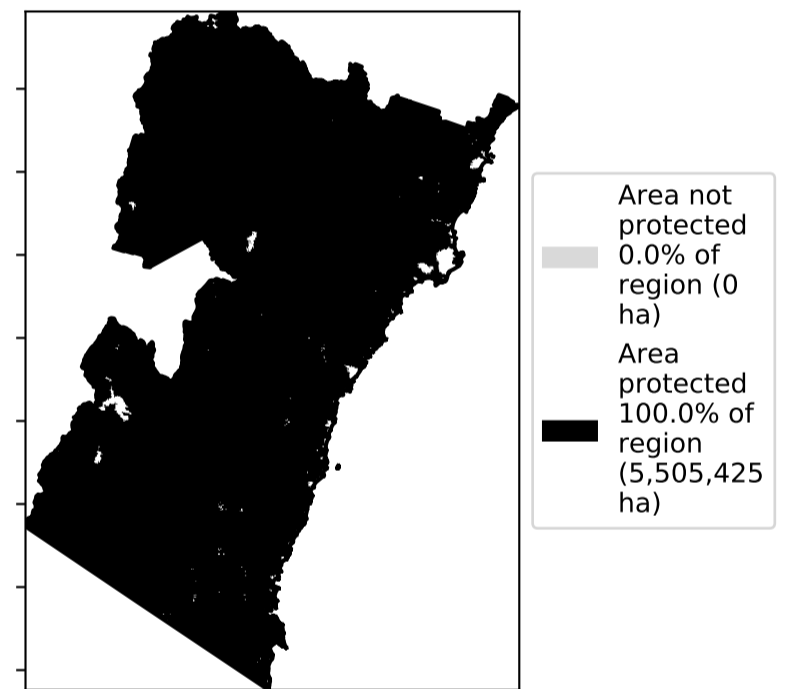 Area not
protected
0.0% of
region (0
ha)
Area
protected
100.0% of
region
(5,505,425
ha)